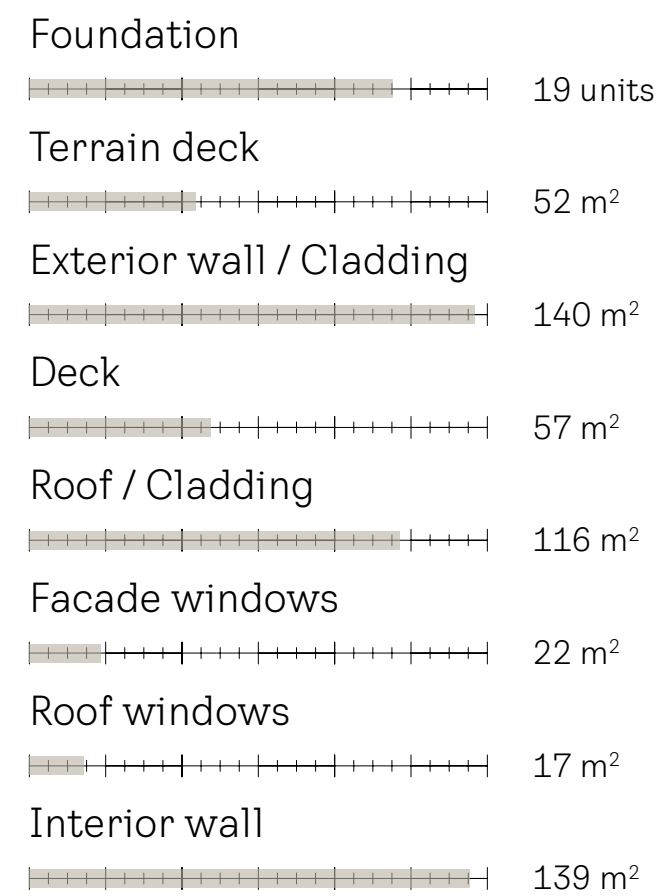 Foundation
19 units
Terrain deck
52 m²
Exterior wall / Cladding
140 m²
Deck
57 m²
Roof / Cladding
116 m²
Facade windows
22 m²
Roof windows
17 m²
Interior wall
139 m²